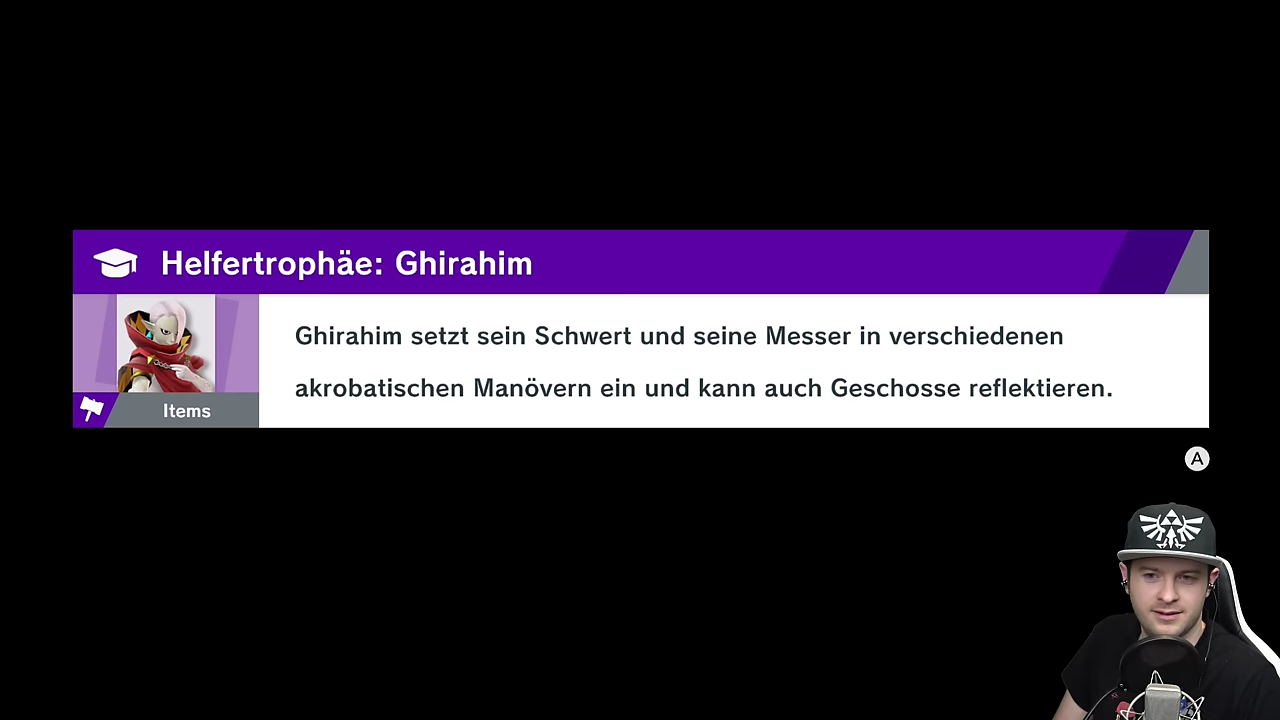 Helfertrophäe: Ghirahim
Ghirahim setzt sein Schwert und seine Messer in verschiedenen
akrobatischen Manövern ein und kann auch Geschosse reflektieren.
Items
A